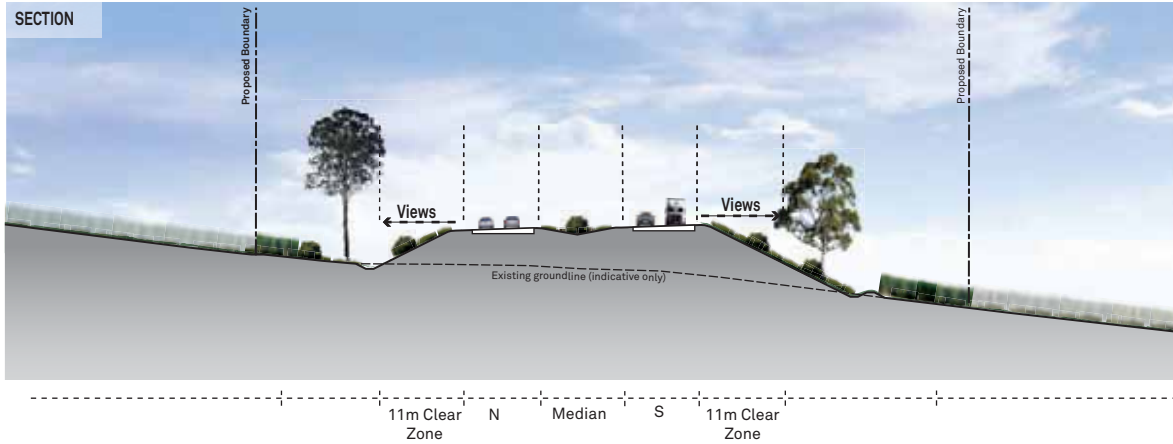 SECTION
Proposed Boundary
Proposed Boundary
Views
Views
Existing groundline (indicative only)
11m Clear
Zone
N
Median
S
11m Clear
Zone